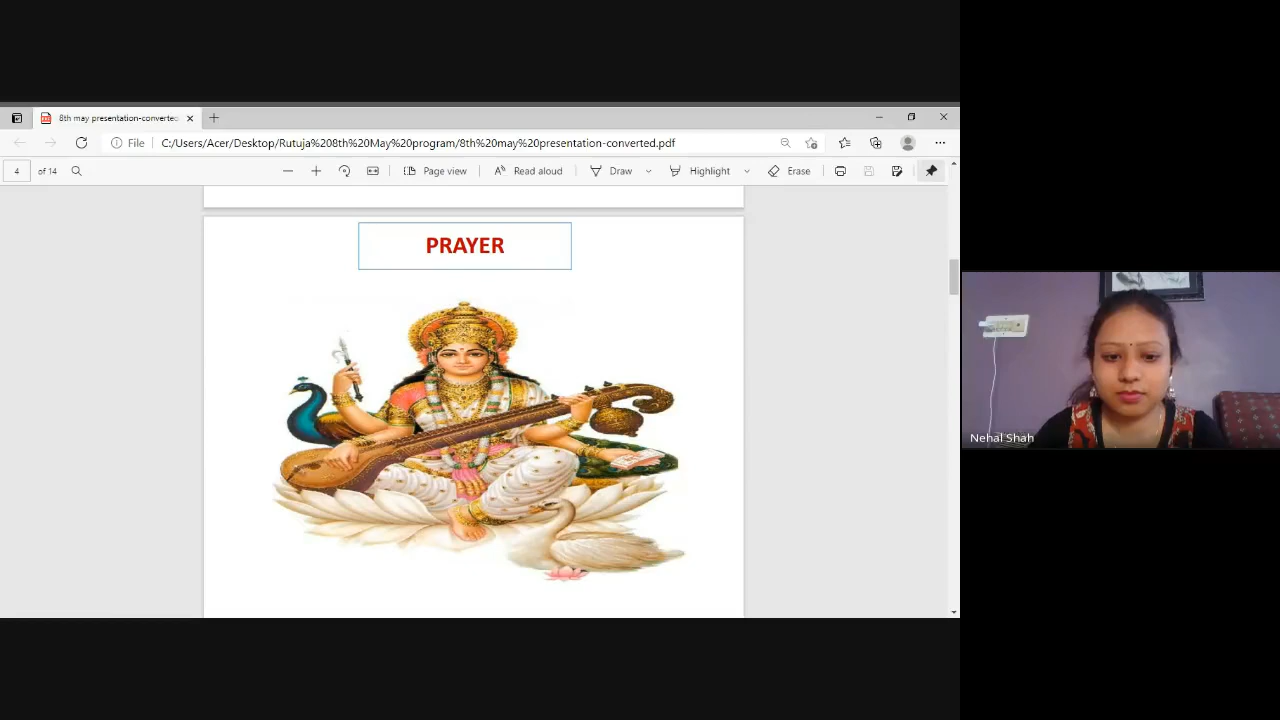 8th may presentation-converted
File
C:/Users/Acer/Desktop/Rutuja%208th%20May%20program/8th%20may%20presentation-converted.pdf
4 of 14
Page view
Read aloud
Draw
Highlight
Erase
PRAYER
Nehal Shah